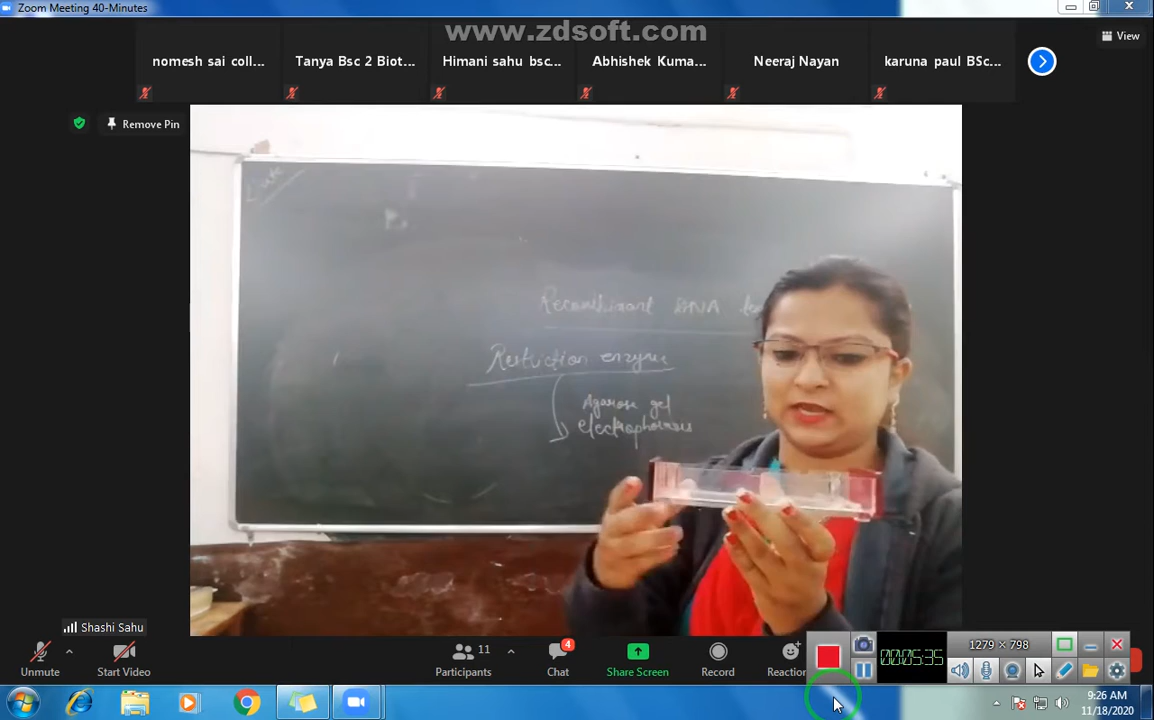 Zoom Meeting 40-Minutes
www.zdsoft.com
View
nomesh sai coll...
Tanya Bsc 2 Biot...
Himani sahu bsc...
Abhishek Kuma...
Neeraj Nayan
karuna paul BSc...
Remove Pin
Recombinant DNA
Restriction enzyme
Agarose gel
electrophoresis
Shashi Sahu
11
4
Unmute
Start Video
Participants
Chat
Share Screen
Record
Reaction
00:05:35
1279 × 798
9:26 AM
11/18/2020